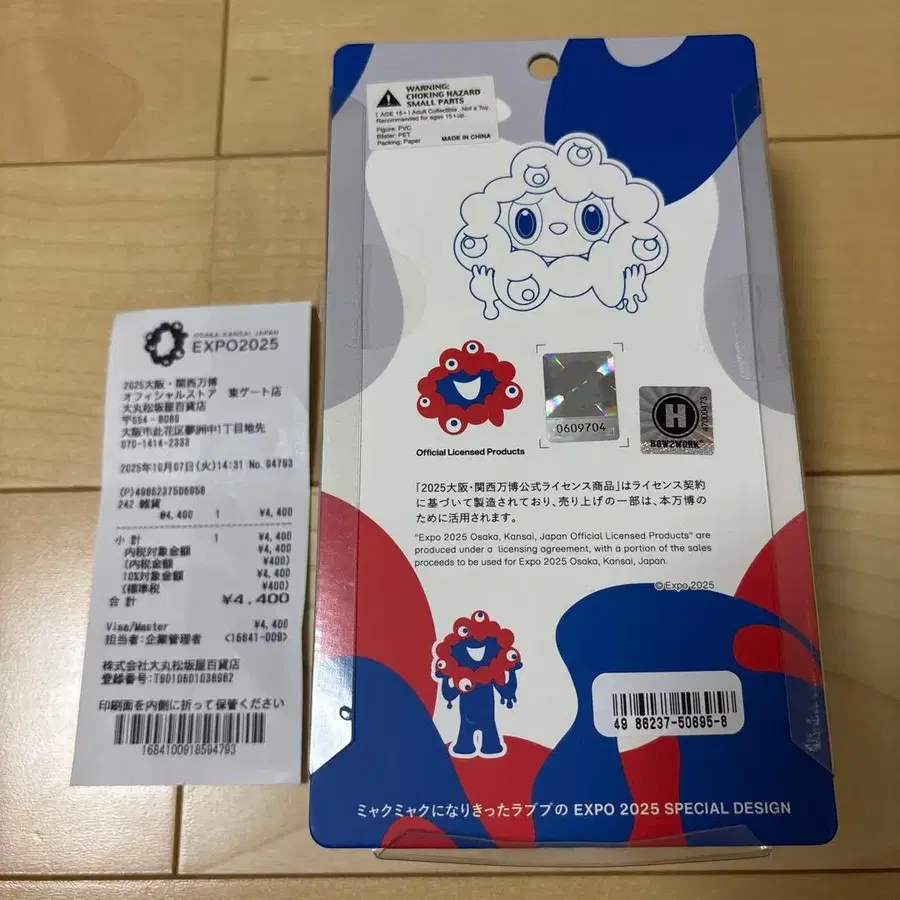 OSAKA, KANSAI, JAPAN
EXPO2025
2025大阪・関西万博
オフィシャルストア 東ゲート店
大丸松坂屋百貨店
〒554-8080
大阪市此花区夢洲中1丁目地先
070-1414-2333
2025年10月07日(火)14:31 No.94793
(P)4986237506958
242 雑貨
@4,400 1 ¥4,400
小 計 1 ¥4,400
内税対象金額 ¥4,400
(内税額 ¥400)
10%対象金額 ¥4,400
(標準税 ¥400)
合 計 ¥4,400
Visa/Master ¥4,400
担当者:企業管理者 <16841-009>
株式会社大丸松坂屋百貨店
登録番号:T9010601036982
印刷面を内側に折って保管ください
1684100918594793
WARNING:
CHOKING HAZARD
SMALL PARTS
[ AGE 15+ ] Adult Collectible , Not a Toy
Recommended for ages 15+up.
Figure: PVC
Blister: PET
Packing: Paper MADE IN CHINA
Official Licensed Products
0609704
H
HOW2WORK
47000473
「2025大阪・関西万博公式ライセンス商品」はライセンス契約
に基づいて製造されており、売り上げの一部は、本万博の
ために活用されます。
"Expo 2025 Osaka, Kansai, Japan Official Licensed Products" are
produced under a licensing agreement, with a portion of the sales
proceeds to be used for Expo 2025 Osaka, Kansai, Japan.
©Expo 2025
49 86237-50695-8
ミャクミャクになりきったラブブの EXPO 2025 SPECIAL DESIGN